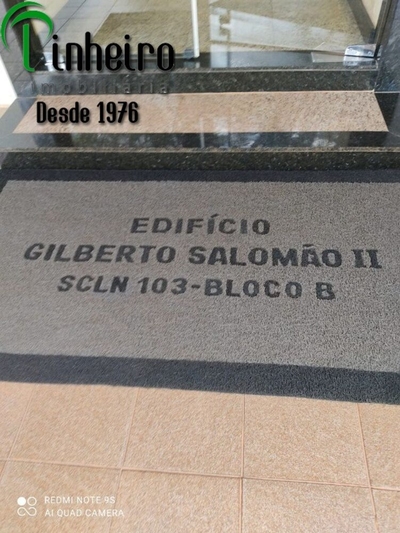 Pinheiro
imobiliária
Desde 1976
EDIFÍCIO
GILBERTO SALOMÃO II
SCLN 103-BLOCO B
REDMI NOTE 9S
AI QUAD CAMERA